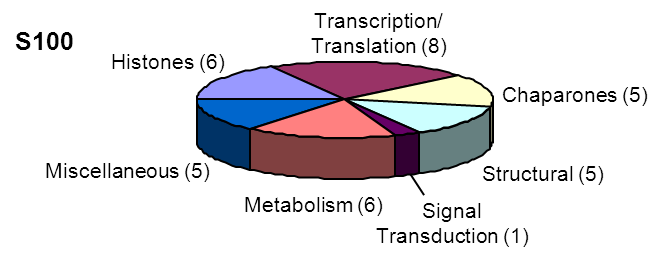 S100
Transcription/
Translation (8)
Histones (6)
Chaparones (5)
Miscellaneous (5)
Structural (5)
Metabolism (6)
Signal
Transduction (1)